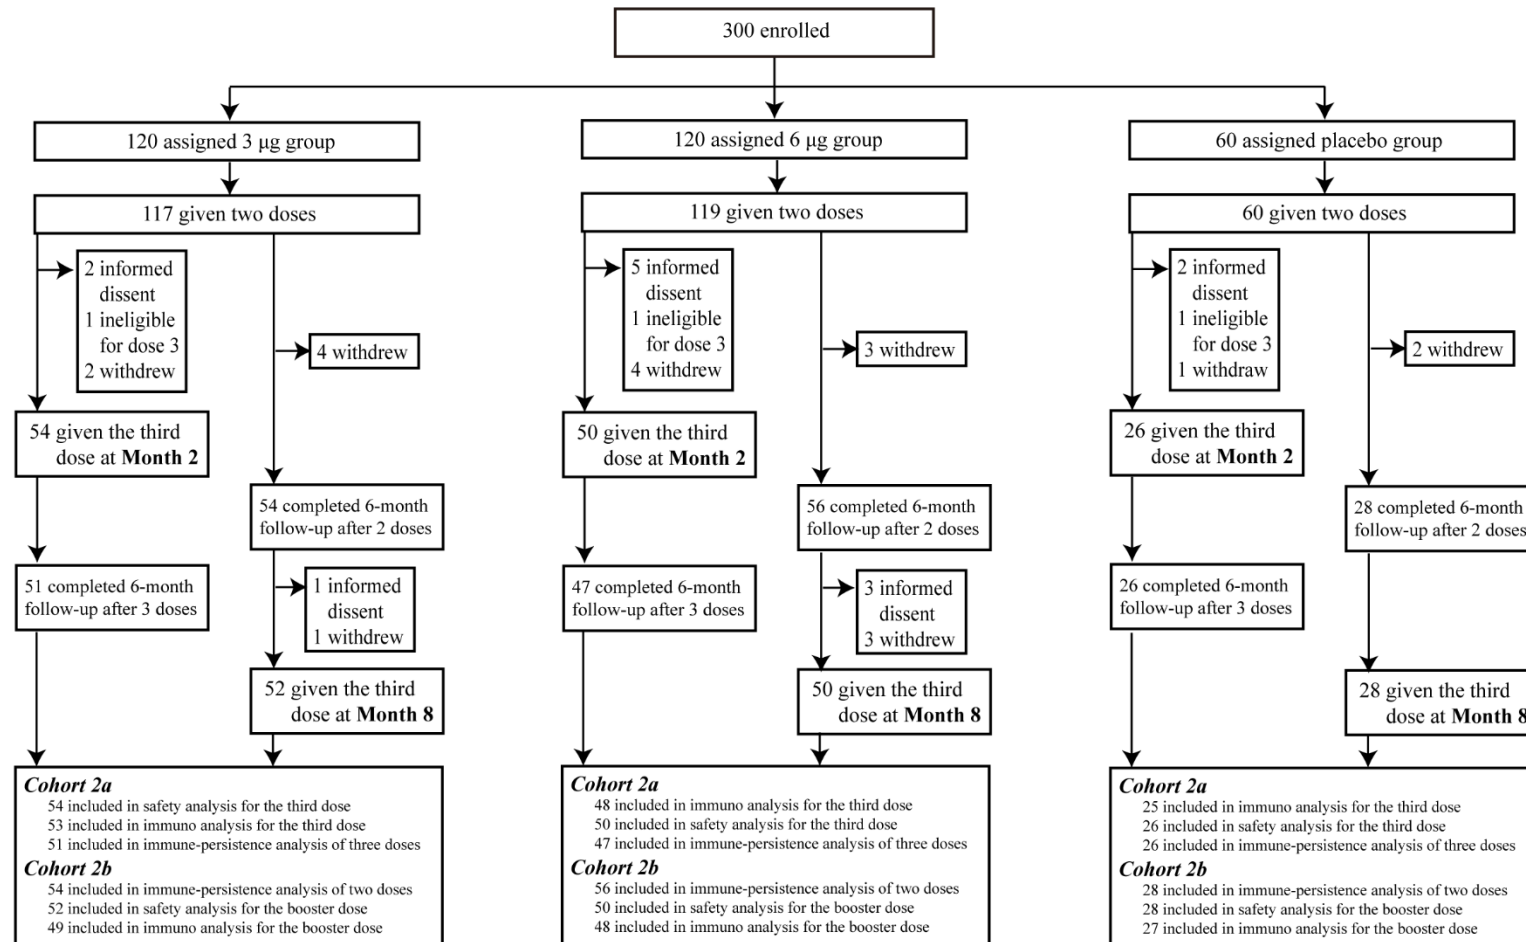 300 enrolled
120 assigned 3 μg group
120 assigned 6 μg group
60 assigned placebo group
117 given two doses
119 given two doses
60 given two doses
2 informed
dissent
1 ineligible
for dose 3
2 withdrew
4 withdrew
5 informed
dissent
1 ineligible
for dose 3
4 withdrew
3 withdrew
2 informed
dissent
1 ineligible
for dose 3
1 withdraw
2 withdrew
54 given the third
dose at Month 2
50 given the third
dose at Month 2
26 given the third
dose at Month 2
54 completed 6-month
follow-up after 2 doses
56 completed 6-month
follow-up after 2 doses
28 completed 6-month
follow-up after 2 doses
51 completed 6-month
follow-up after 3 doses
1 informed
dissent
1 withdrew
47 completed 6-month
follow-up after 3 doses
3 informed
dissent
3 withdrew
26 completed 6-month
follow-up after 3 doses
52 given the third
dose at Month 8
50 given the third
dose at Month 8
28 given the third
dose at Month 8
Cohort 2a
54 included in safety analysis for the third dose
53 included in immuno analysis for the third dose
51 included in immune-persistence analysis of three doses
Cohort 2b
54 included in immune-persistence analysis of two doses
52 included in safety analysis for the booster dose
49 included in immuno analysis for the booster dose
Cohort 2a
48 included in immuno analysis for the third dose
50 included in safety analysis for the third dose
47 included in immune-persistence analysis of three doses
Cohort 2b
56 included in immune-persistence analysis of two doses
50 included in safety analysis for the booster dose
48 included in immuno analysis for the booster dose
Cohort 2a
25 included in immuno analysis for the third dose
26 included in safety analysis for the third dose
26 included in immune-persistence analysis of three doses
Cohort 2b
28 included in immune-persistence analysis of two doses
28 included in safety analysis for the booster dose
27 included in immuno analysis for the booster dose